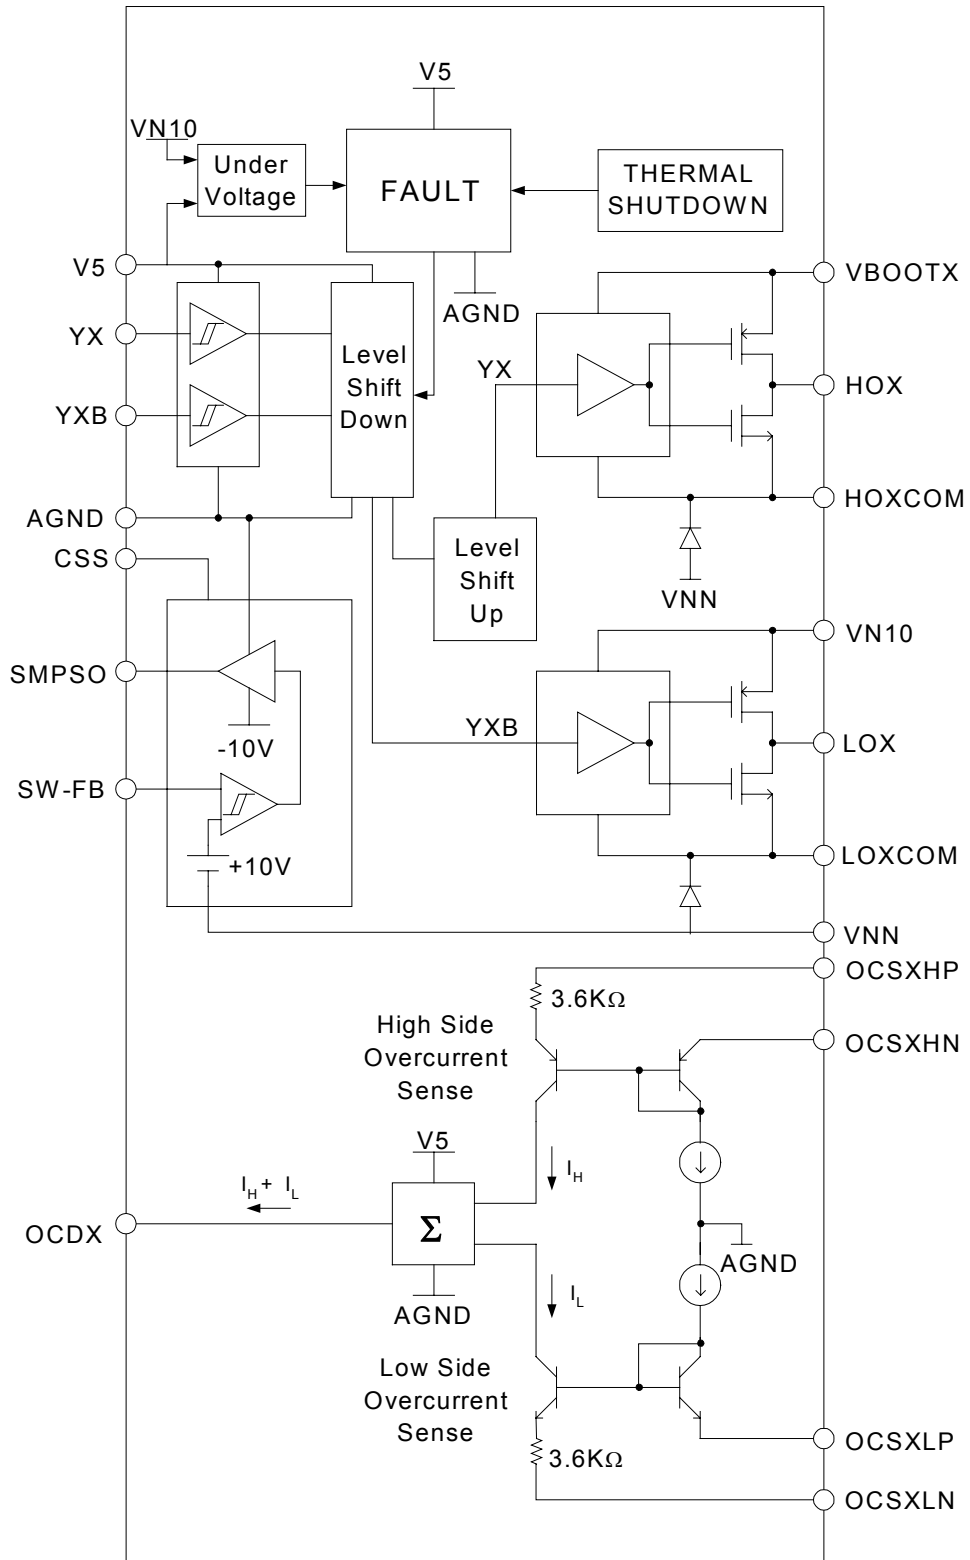 V5
VN10
Under
Voltage
FAULT
THERMAL
SHUTDOWN
V5
AGND
VBOOTX
YX
Level
Shift
Down
YX
HOX
YXB
AGND
HOXCOM
CSS
Level
Shift
Up
VNN
VN10
SMPSO
YXB
LOX
-10V
SW-FB
+10V
LOXCOM
VNN
OCSXHP
3.6KΩ
High Side
Overcurrent
Sense
OCSXHN
V5
IH
IH + IL
OCDX
Σ
AGND
AGND
IL
Low Side
Overcurrent
Sense
OCSXLP
3.6KΩ
OCSXLN